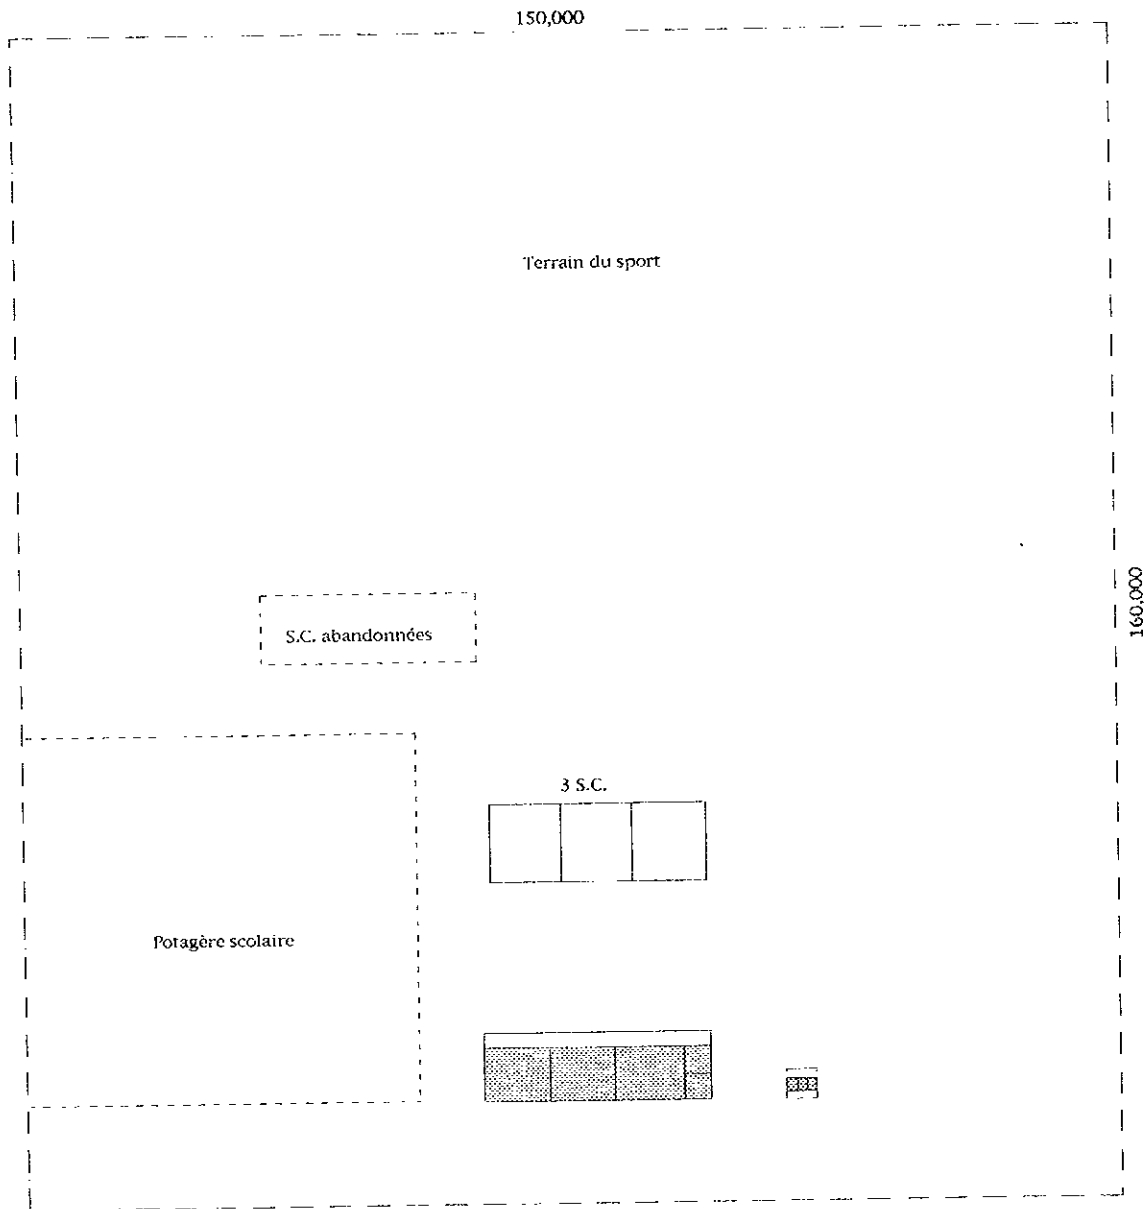 150,000
Terrain du sport
160,000
S.C. abandonnées
3 S.C.
Potagère scolaire